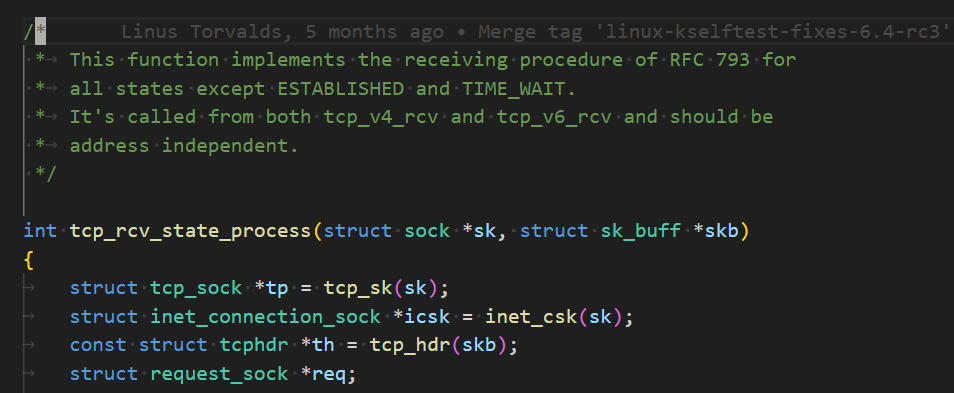 /* Linus Torvalds, 5 months ago • Merge tag 'linux-kselftest-fixes-6.4-rc3'
 * This function implements the receiving procedure of RFC 793 for
 * all states except ESTABLISHED and TIME_WAIT.
 * It's called from both tcp_v4_rcv and tcp_v6_rcv and should be
 * address independent.
 */

int tcp_rcv_state_process(struct sock *sk, struct sk_buff *skb)
{
    struct tcp_sock *tp = tcp_sk(sk);
    struct inet_connection_sock *icsk = inet_csk(sk);
    const struct tcphdr *th = tcp_hdr(skb);
    struct request_sock *req;